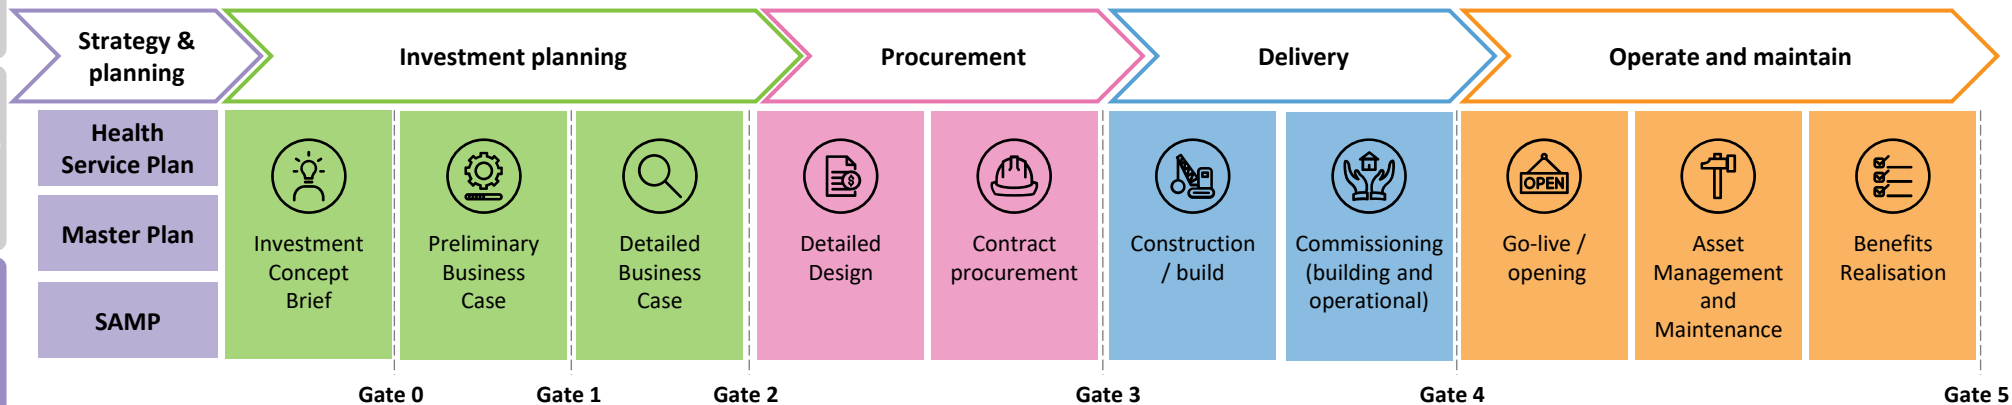 Strategy &
planning
Investment planning
Procurement
Delivery
Operate and maintain
Health
Service Plan
Master Plan
SAMP
Investment
Concept
Brief
Preliminary
Business
Case
Detailed
Business
Case
Detailed
Design
Contract
procurement
Construction
/ build
Commissioning
(building and
operational)
OPEN
Go-live /
opening
Asset
Management
and
Maintenance
Benefits
Realisation
Gate 0
Gate 1
Gate 2
Gate 3
Gate 4
Gate 5